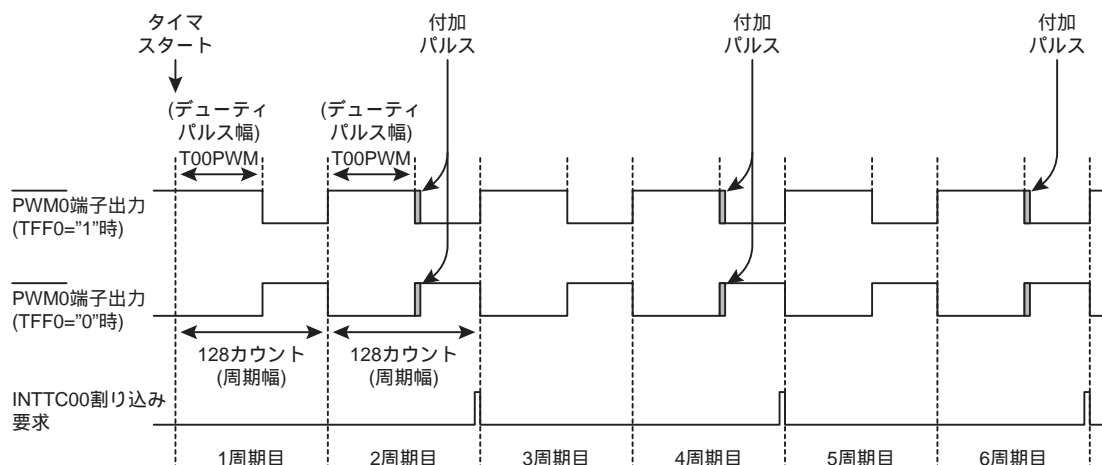 タイマ
スタート
付加
パルス
付加
パルス
付加
パルス
(デューティ
パルス幅)
T00PWM
(デューティ
パルス幅)
T00PWM
PWM0端子出力
(TFF0="1"時)
PWM0端子出力
(TFF0="0"時)
128カウント
(周期幅)
128カウント
(周期幅)
INTTC00割り込み
要求
1周期目
2周期目
3周期目
4周期目
5周期目
6周期目